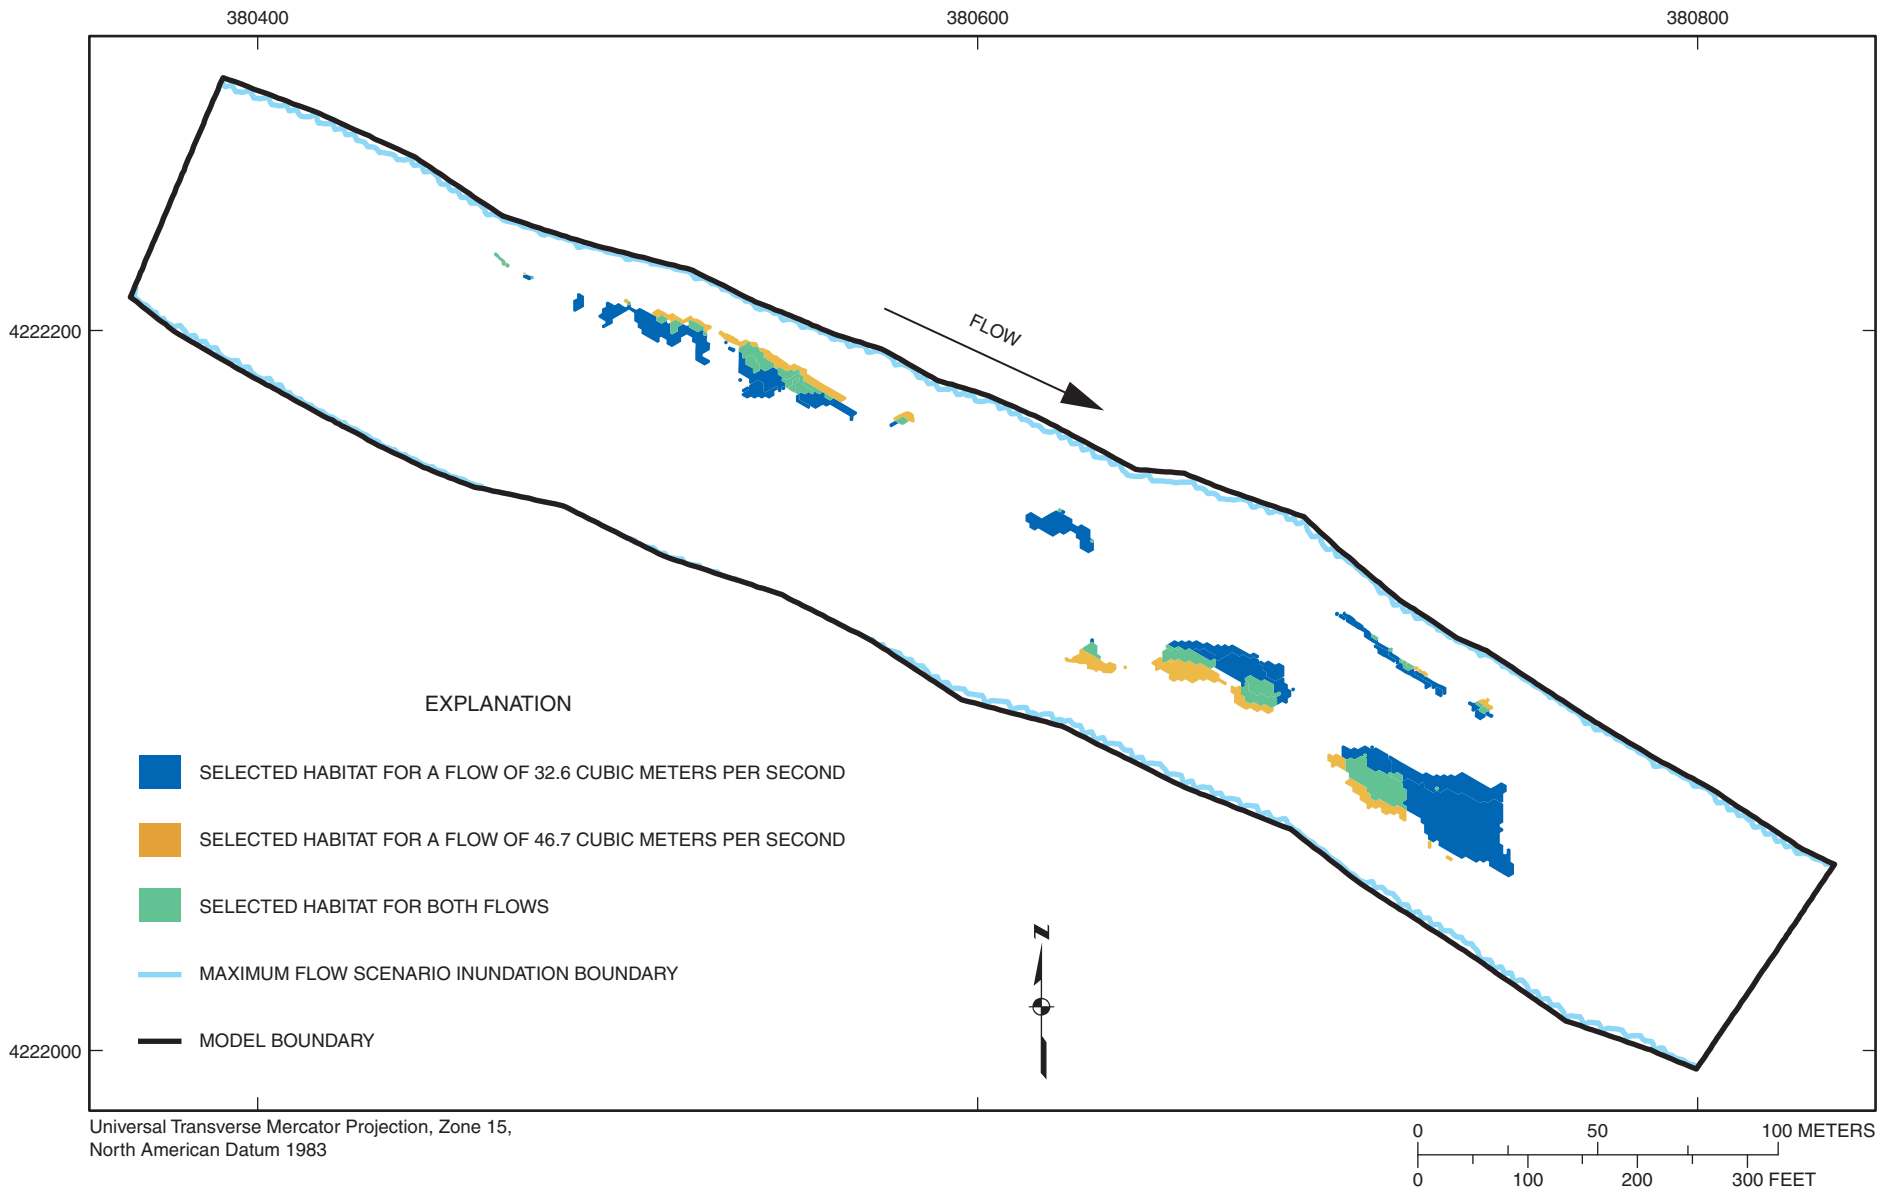 380400
380600
380800
4222200
FLOW
EXPLANATION
SELECTED HABITAT FOR A FLOW OF 32.6 CUBIC METERS PER SECOND
SELECTED HABITAT FOR A FLOW OF 46.7 CUBIC METERS PER SECOND
SELECTED HABITAT FOR BOTH FLOWS
N
MAXIMUM FLOW SCENARIO INUNDATION BOUNDARY
MODEL BOUNDARY
4222000
Universal Transverse Mercator Projection, Zone 15,
North American Datum 1983
0 50 100 METERS
0 100 200 300 FEET